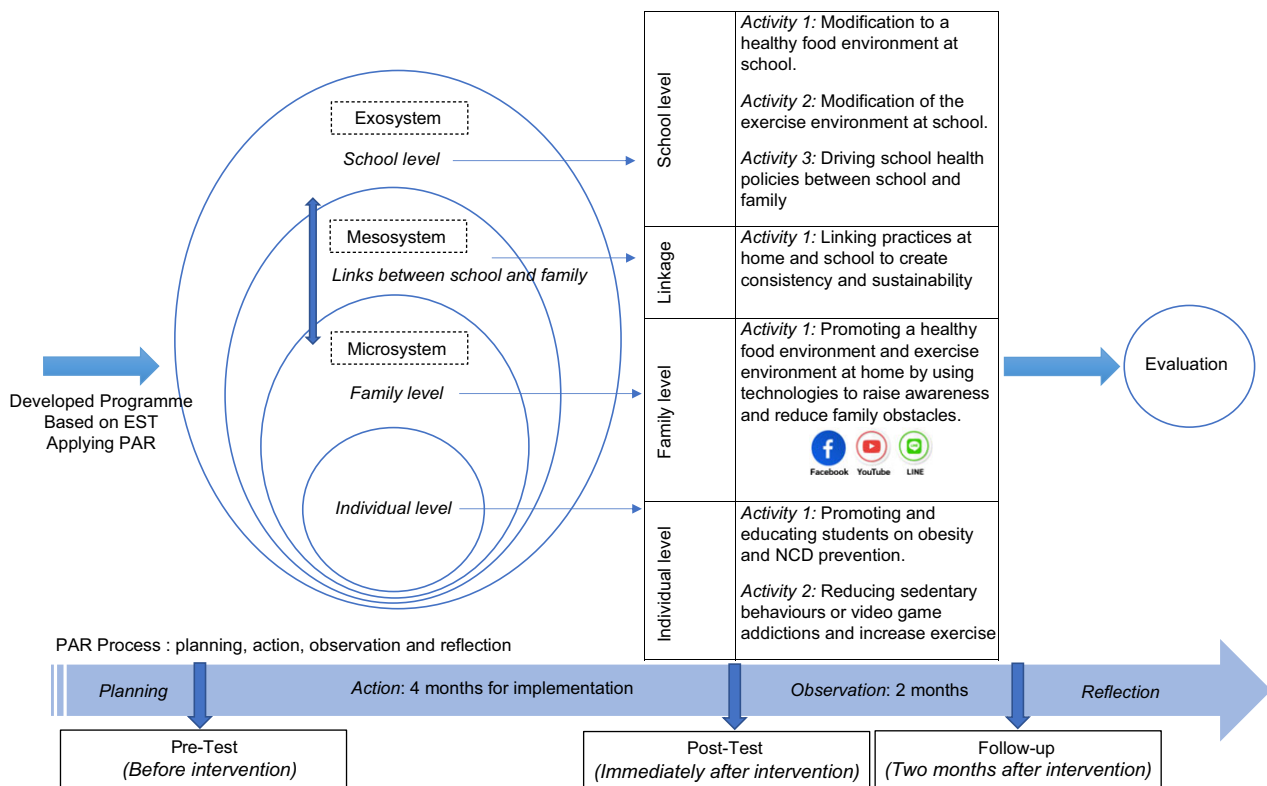 Developed Programme
Based on EST
Applying PAR
Exosystem
School level
Mesosystem
Links between school and family
Microsystem
Family level
Individual level
School level
Activity 1: Modification to a
healthy food environment at
school.
Activity 2: Modification of the
exercise environment at school.
Activity 3: Driving school health
policies between school and
family
Linkage
Activity 1: Linking practices at
home and school to create
consistency and sustainability
Family level
Activity 1: Promoting a healthy
food environment and exercise
environment at home by using
technologies to raise awareness
and reduce family obstacles.
f
LINE
Facebook
YouTube
LINE
Individual level
Activity 1: Promoting and
educating students on obesity
and NCD prevention.
Activity 2: Reducing sedentary
behaviours or video game
addictions and increase exercise
Evaluation
PAR Process : planning, action, observation and reflection
Planning
Action: 4 months for implementation
Observation: 2 months
Reflection
Pre-Test
(Before intervention)
Post-Test
(Immediately after intervention)
Follow-up
(Two months after intervention)